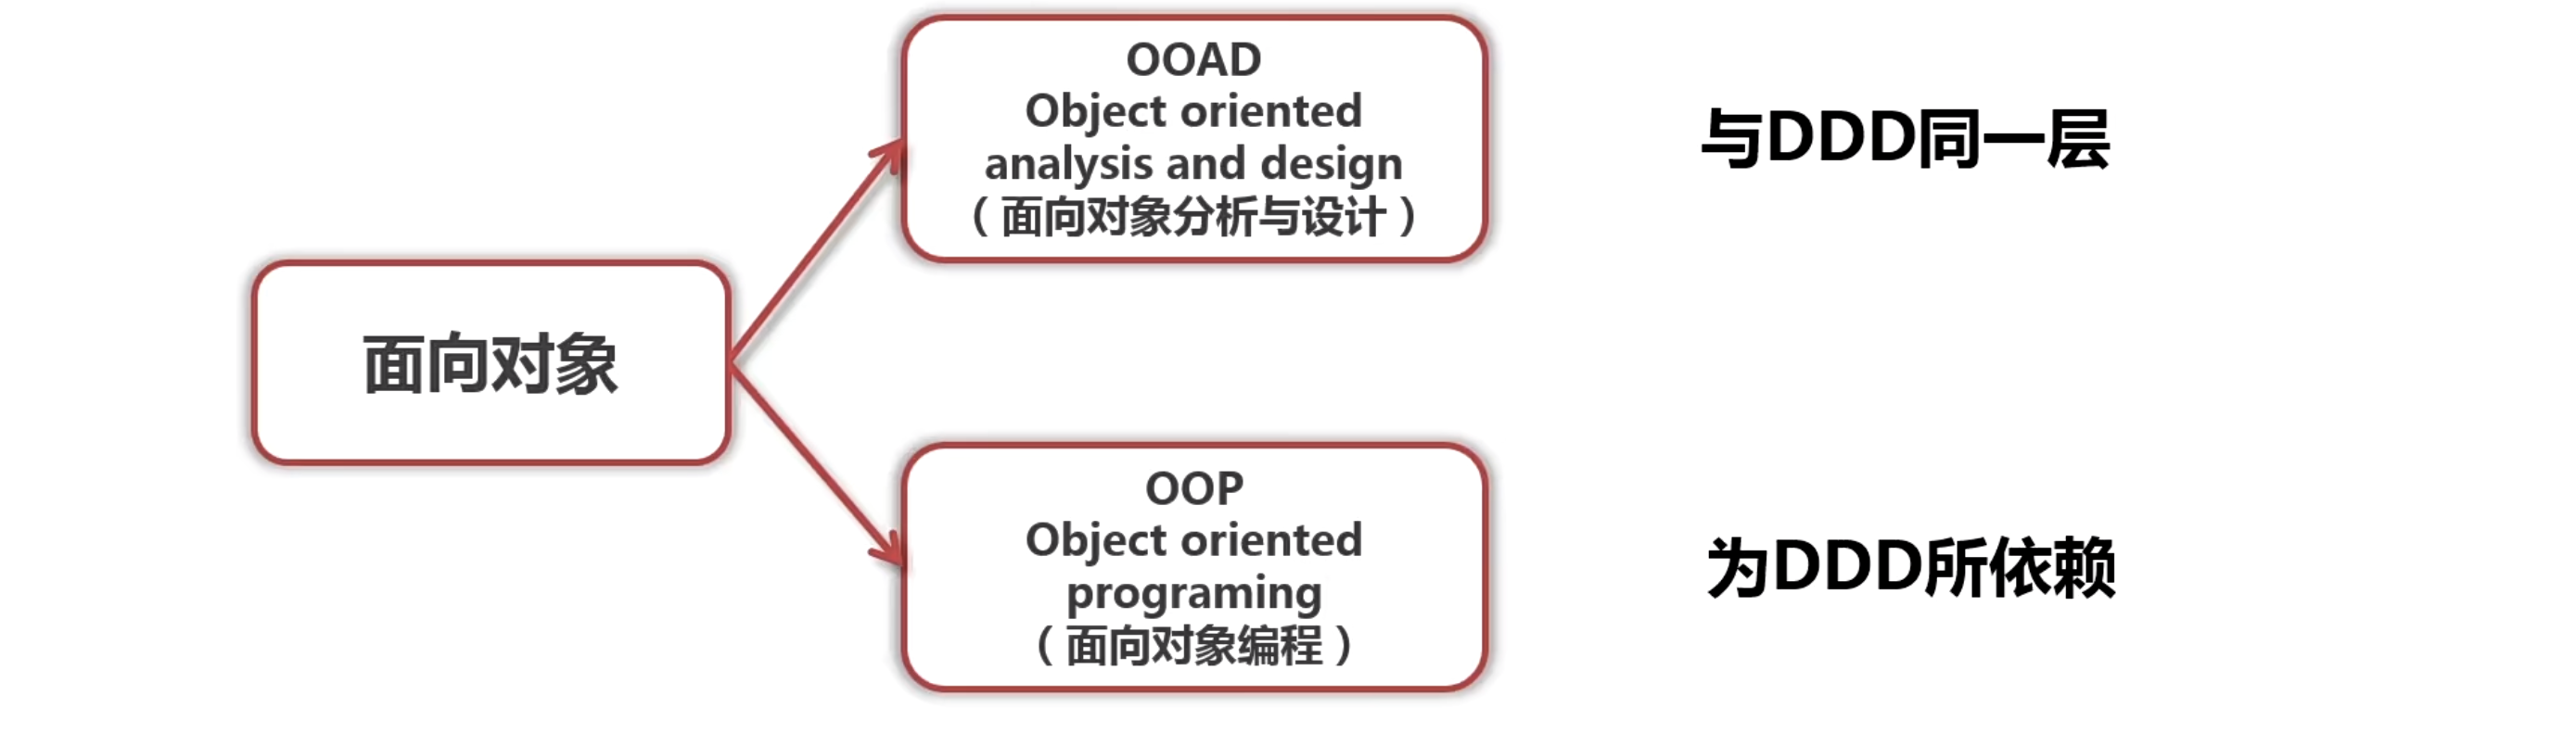 OOAD
Object oriented
analysis and design
（面向对象分析与设计）
与DDD同一层
面向对象
OOP
Object oriented
programing
（面向对象编程）
为DDD所依赖